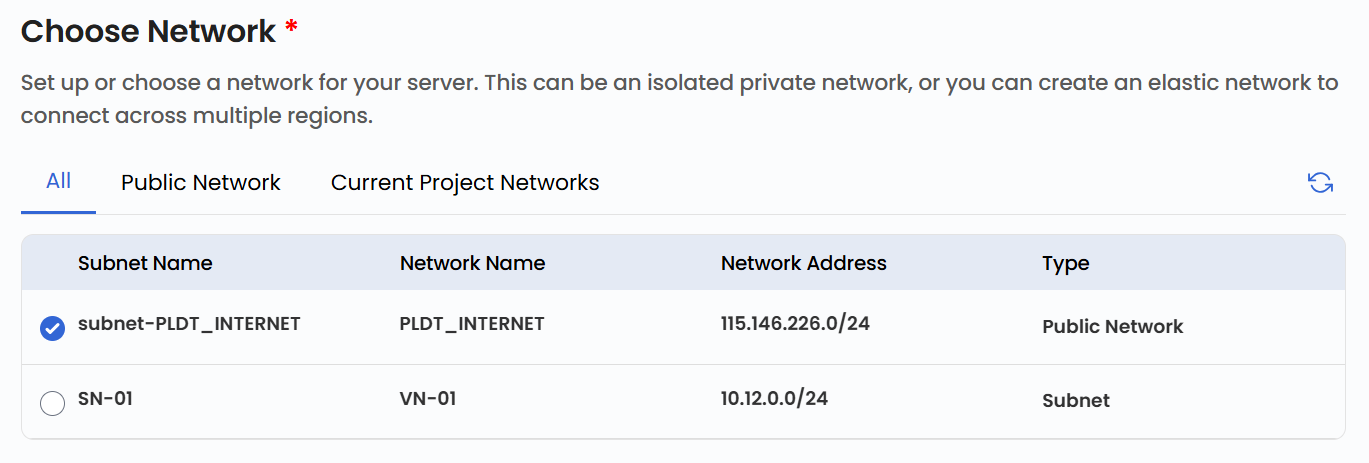 Choose Network *
Set up or choose a network for your server. This can be an isolated private network, or you can create an elastic network to
connect across multiple regions.
All Public Network Current Project Networks
Subnet Name Network Name Network Address Type
subnet-PLDT_INTERNET PLDT_INTERNET 115.146.226.0/24 Public Network
SN-01 VN-01 10.12.0.0/24 Subnet